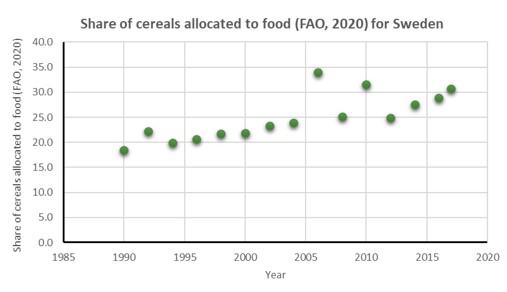 Share of cereals allocated to food (FAO, 2020) for Sweden
Share of cereals allocated to food (FAO, 2020)
40.0
35.0
30.0
25.0
20.0
15.0
10.0
5.0
0.0
1985 1990 1995 2000 2005 2010 2015 2020
Year